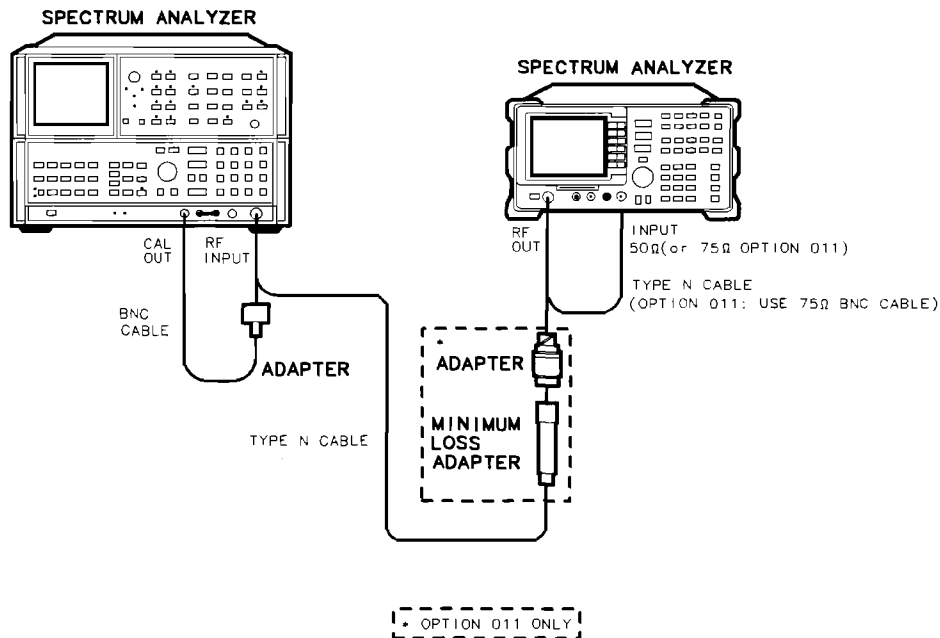 SPECTRUM ANALYZER
SPECTRUM ANALYZER
CAL
OUT
RF
INPUT
RF
OUT
INPUT
50Ω(or 75Ω OPTION 011)
TYPE N CABLE
(OPTION 011: USE 75Ω BNC CABLE)
BNC
CABLE
ADAPTER
*
ADAPTER
MINIMUM
LOSS
ADAPTER
TYPE N CABLE
* OPTION 011 ONLY